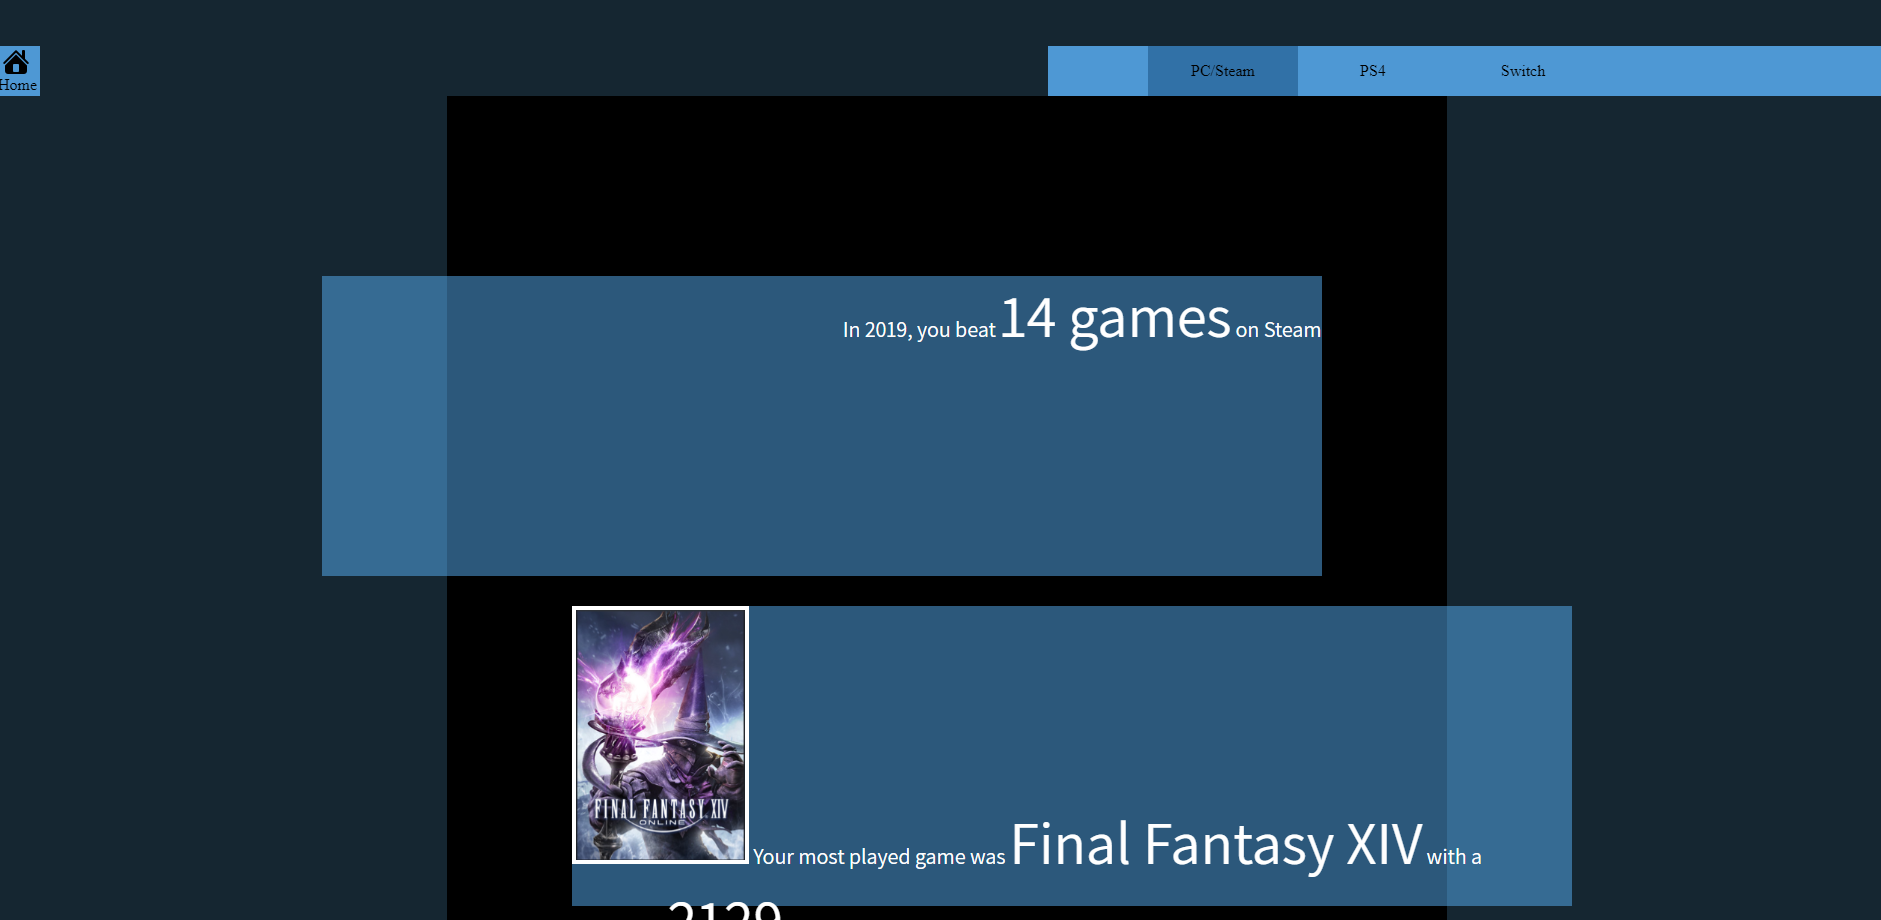 Home
PC/Steam PS4 Switch
In 2019, you beat 14 games on Steam
FINAL FANTASY XIV
ONLINE
Your most played game was Final Fantasy XIV with a
2129